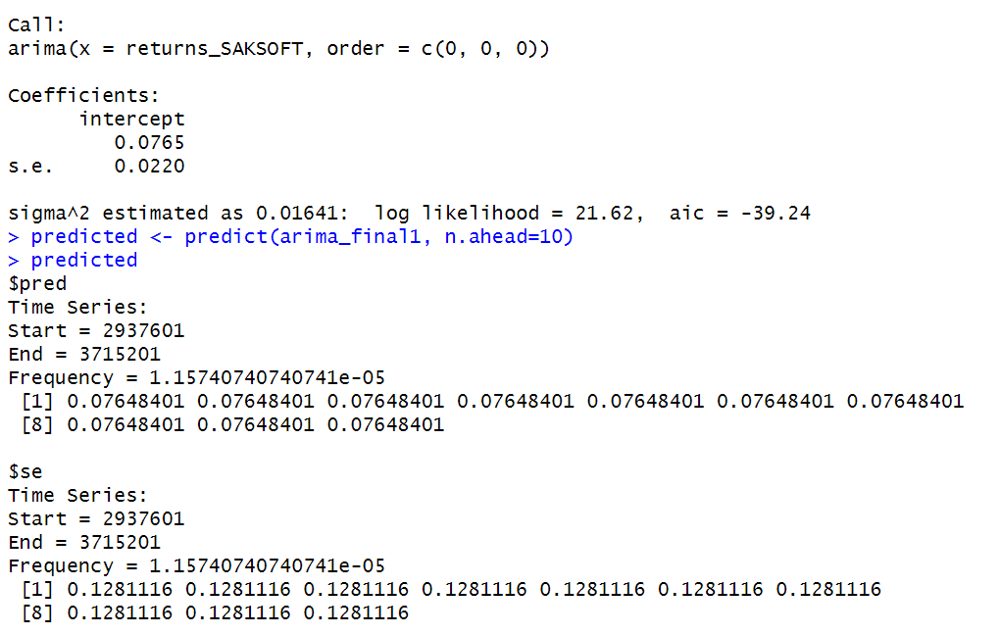 Call:
arima(x = returns_SAKSOFT, order = c(0, 0, 0))
Coefficients:
intercept
0.0765
s.e. 0.0220
sigma^2 estimated as 0.01641: log likelihood = 21.62, aic = -39.24
> predicted <- predict(arima_final1, n.ahead=10)
> predicted
$pred
Time Series:
Start = 2937601
End = 3715201
Frequency = 1.15740740740741e-05
[1] 0.07648401 0.07648401 0.07648401 0.07648401 0.07648401 0.07648401 0.07648401
[8] 0.07648401 0.07648401 0.07648401
$se
Time Series:
Start = 2937601
End = 3715201
Frequency = 1.15740740740741e-05
[1] 0.1281116 0.1281116 0.1281116 0.1281116 0.1281116 0.1281116 0.1281116
[8] 0.1281116 0.1281116 0.1281116